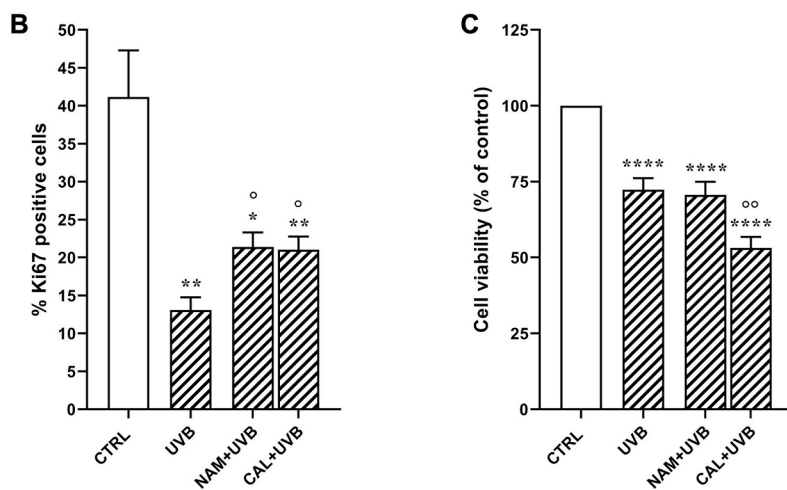 B
% Ki67 positive cells
50
45
40
35
30
25
20
15
10
5
0
**
°
*
°
**
CTRL
UVB
NAM+UVB
CAL+UVB
C
Cell viability (% of control)
125
100
75
50
25
0
****
****
°°
****
CTRL
UVB
NAM+UVB
CAL+UVB